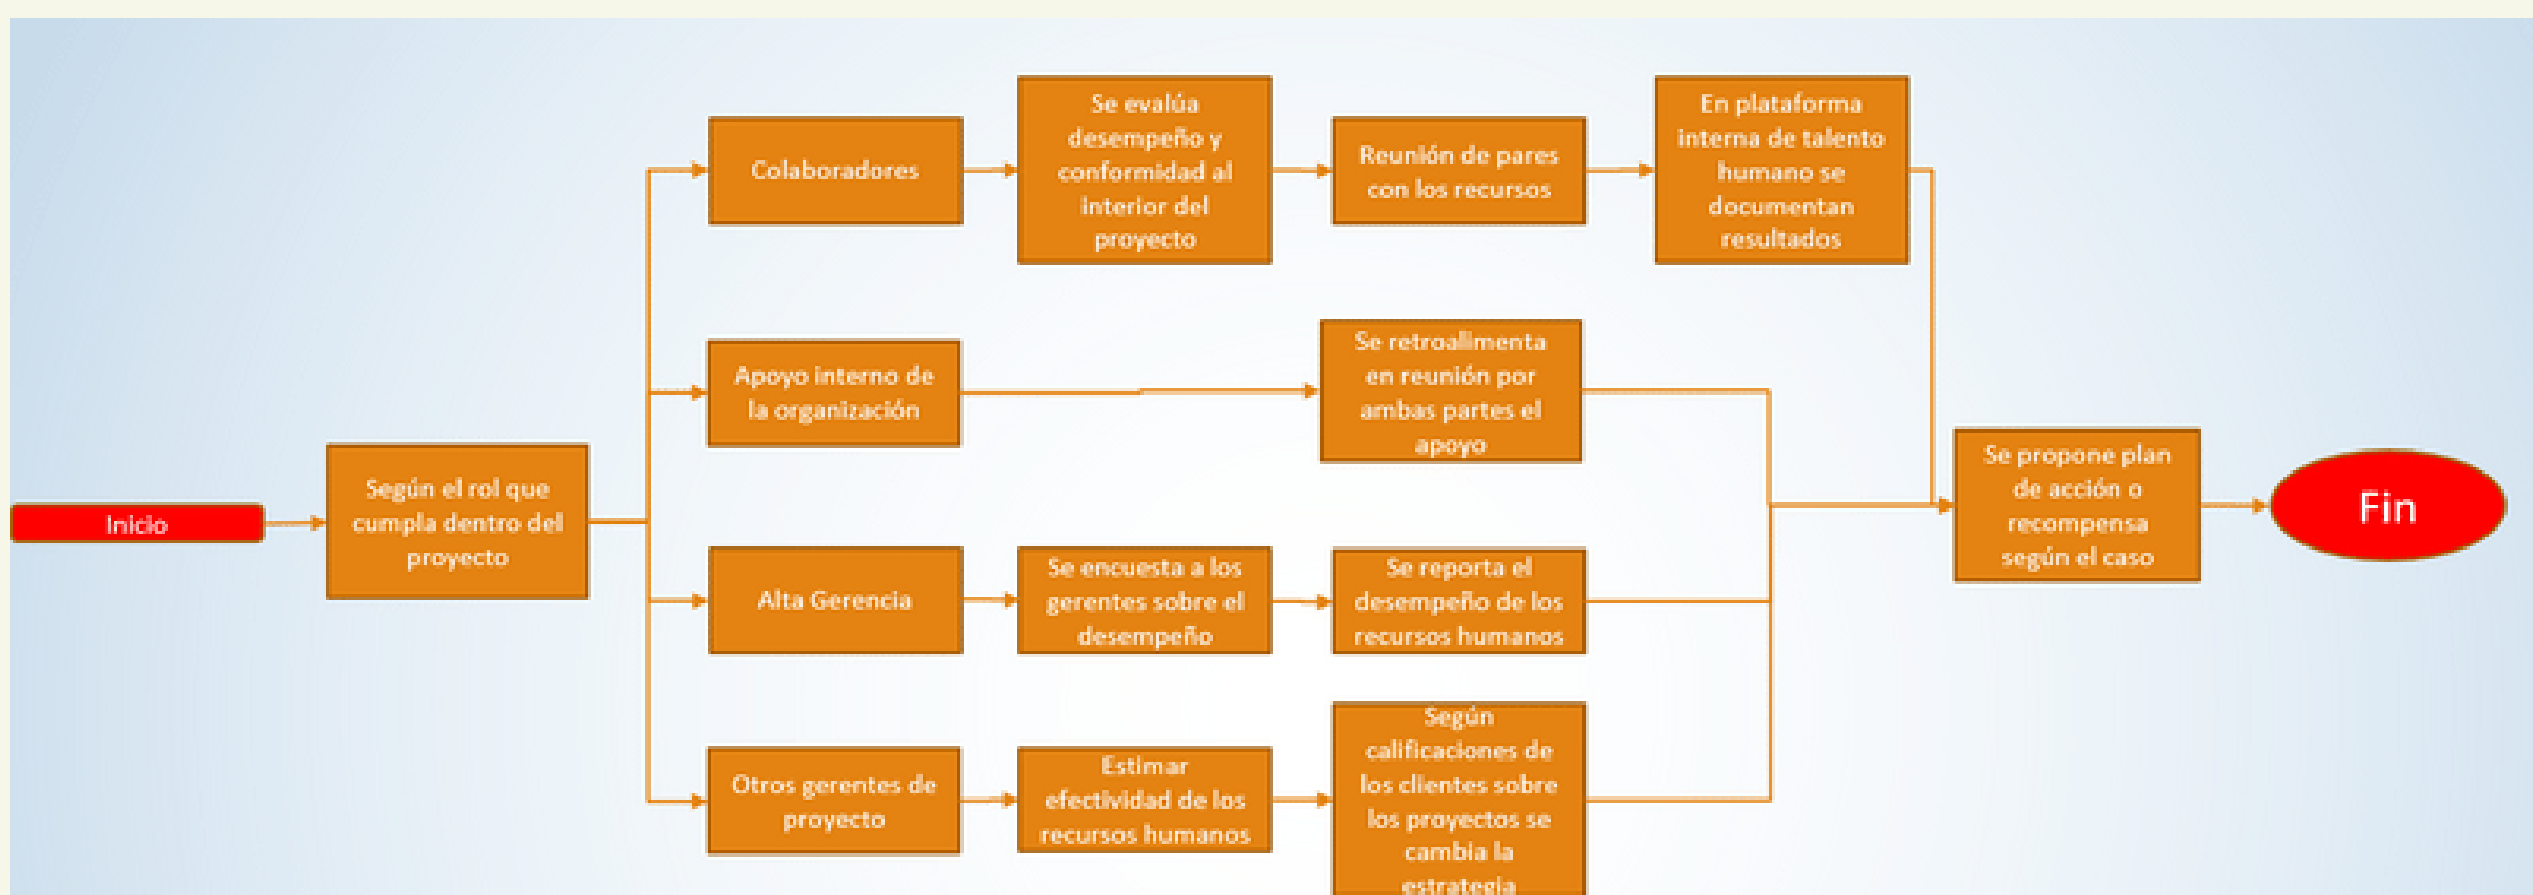 Inicio
Según el rol que
cumpla dentro del
proyecto
Colaboradores
Se evalúa
desempeño y
conformidad al
interior del
proyecto
Reunión de pares
con los recursos
En plataforma
interna de talento
humano se
documentan
resultados
Apoyo interno de
la organización
Se retroalimenta
en reunión por
ambas partes el
apoyo
Alta Gerencia
Se encuesta a los
gerentes sobre el
desempeño
Se reporta el
desempeño de los
recursos humanos
Otros gerentes de
proyecto
Estimar
efectividad de los
recursos humanos
Según
calificaciones de
los clientes sobre
los proyectos se
cambia la
estrategia
Se propone plan
de acción o
recompensa
según el caso
Fin